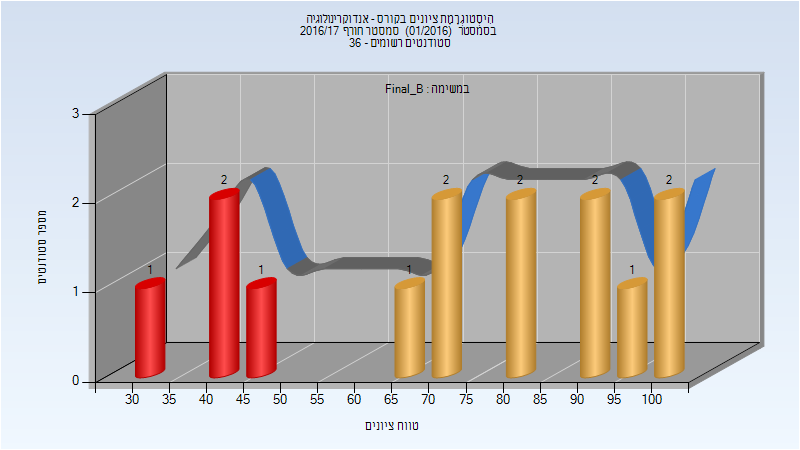 היסטוגרמת ציונים בקורס - אנדוקרינולוגיה
בסמסטר (01/2016) סמסטר חורף 2016/17
סטודנטים רשומים - 36
במשימה : Final_B
מספר סטודנטים
3
2
1
0
1
2
1
1
2
2
2
1
2
30 35 40 45 50 55 60 65 70 75 80 85 90 95 100
טווח ציונים